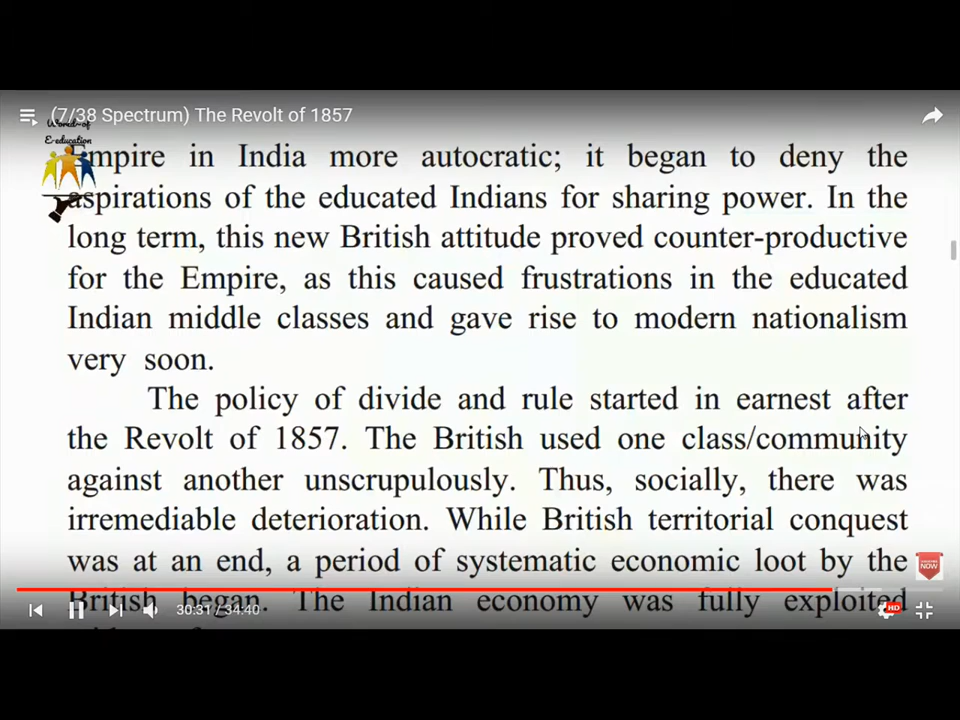 (7/38 Spectrum) The Revolt of 1857
World-of
E-education
Empire in India more autocratic; it began to deny the
aspirations of the educated Indians for sharing power. In the
long term, this new British attitude proved counter-productive
for the Empire, as this caused frustrations in the educated
Indian middle classes and gave rise to modern nationalism
very soon.
The policy of divide and rule started in earnest after
the Revolt of 1857. The British used one class/community
against another unscrupulously. Thus, socially, there was
irremediable deterioration. While British territorial conquest
was at an end, a period of systematic economic loot by the
NOW
British began. The Indian economy was fully exploited
30:31 / 34:40
HD